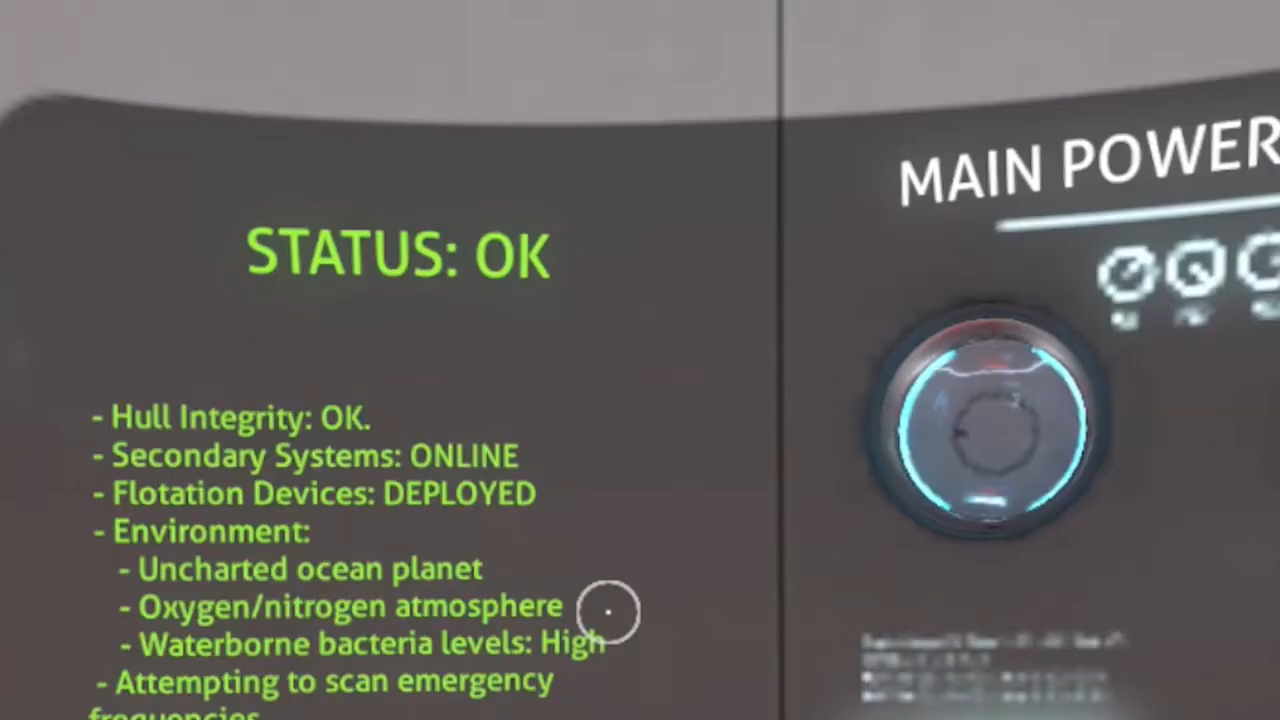 STATUS: OK
- Hull Integrity: OK.
- Secondary Systems: ONLINE
- Flotation Devices: DEPLOYED
- Environment:
- Uncharted ocean planet
- Oxygen/nitrogen atmosphere
- Waterborne bacteria levels: High
- Attempting to scan emergency
frequencies
MAIN POWER